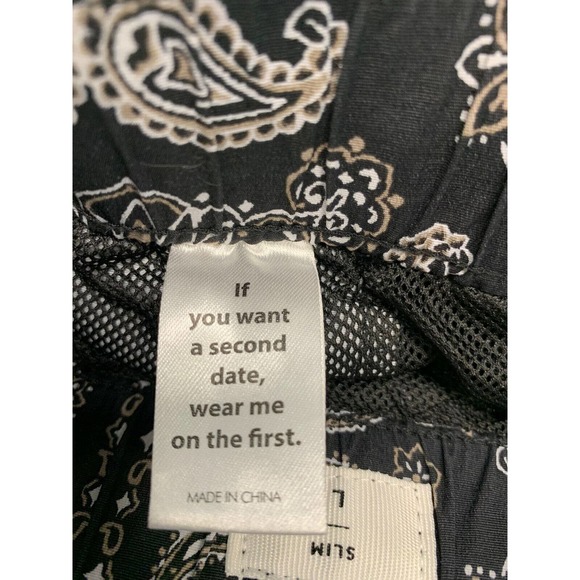 If
you want
a second
date,
wear me
on the first.
MADE IN CHINA
L
SLIM